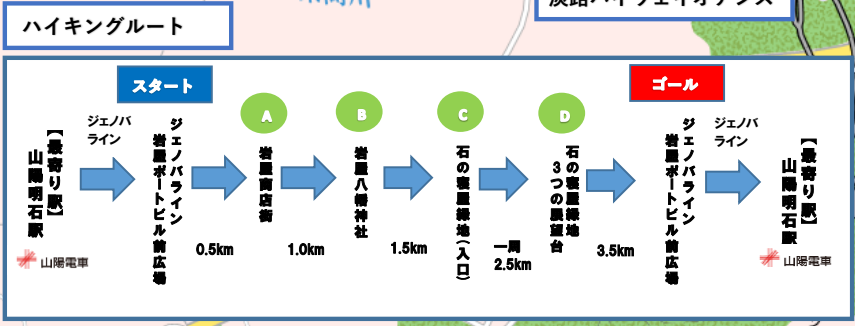 ハイキングルート
スタート
ゴール
【最寄り駅】
山陽明石駅
山陽電車
ジェノバ
ライン
ジェノバライン
岩屋ポートビル前広場
0.5km
A
岩屋商店街
1.0km
B
岩屋八幡神社
1.5km
C
石の寝屋緑地(入口)
一周
2.5km
D
石の寝屋緑地
3つの展望台
3.5km
ジェノバライン
岩屋ポートビル前広場
ジェノバ
ライン
【最寄り駅】
山陽明石駅
山陽電車